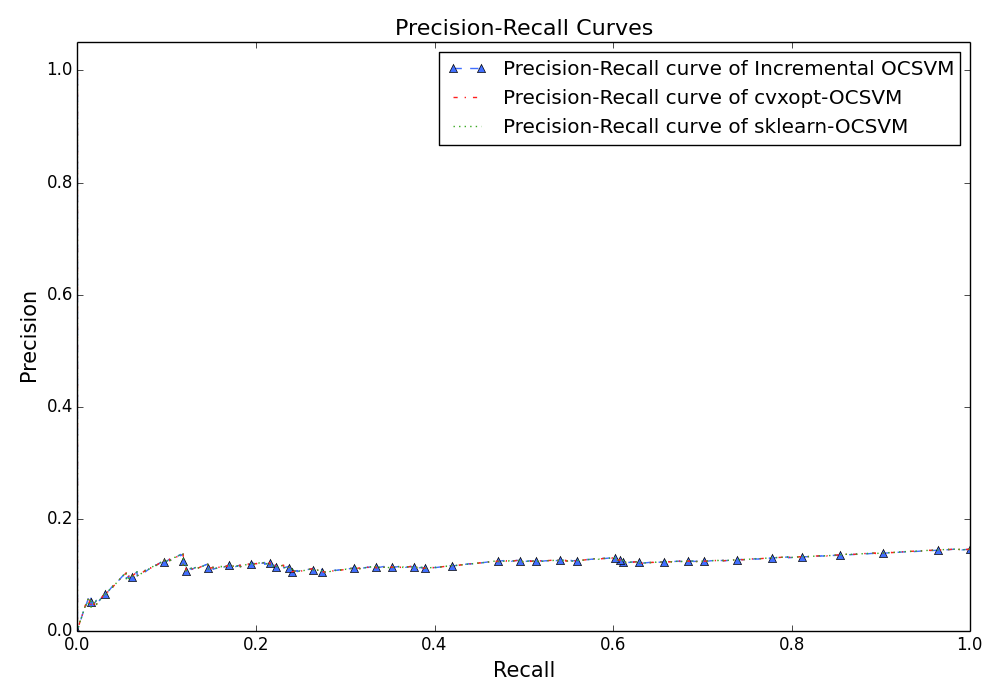 Precision-Recall Curves
1.0
0.8
0.6
0.4
0.2
0.0
Precision
Precision-Recall curve of Incremental OCSVM
Precision-Recall curve of cvxopt-OCSVM
Precision-Recall curve of sklearn-OCSVM
0.0 0.2 0.4 0.6 0.8 1.0
Recall